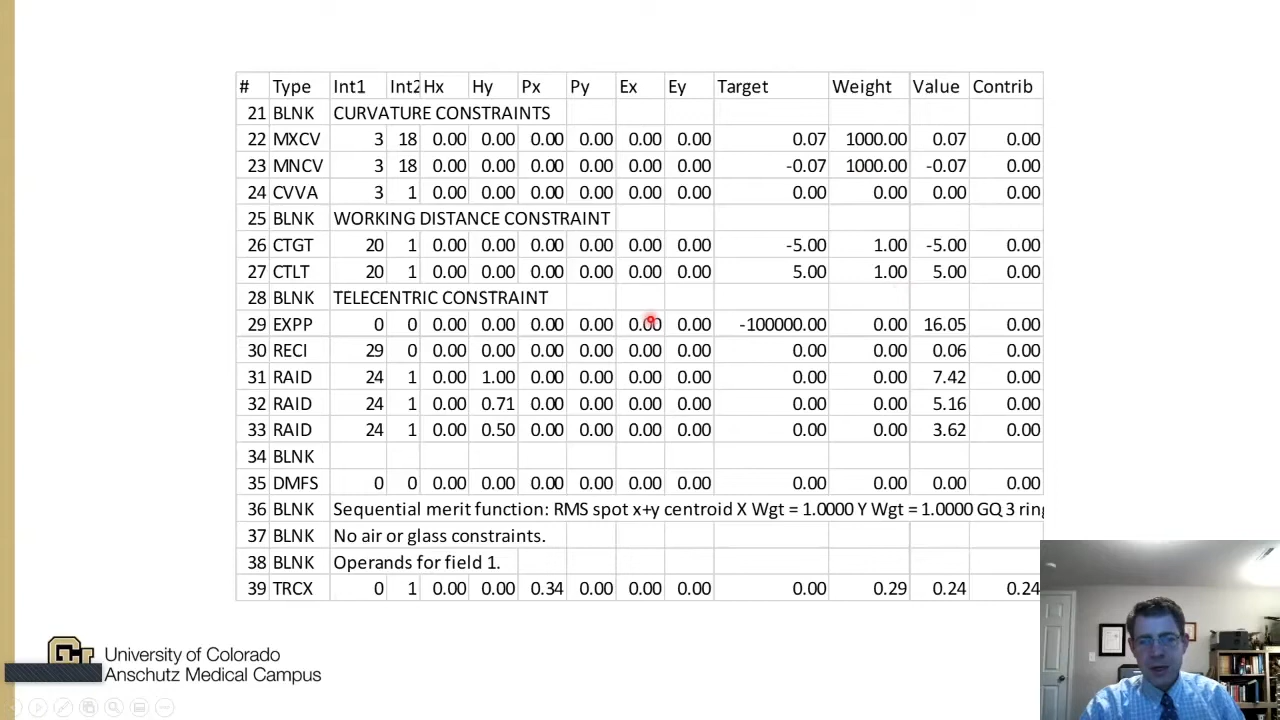 # Type Int1 Int2 Hx Hy Px Py Ex Ey Target Weight Value Contrib
21 BLNK CURVATURE CONSTRAINTS
22 MXCV 3 18 0.00 0.00 0.00 0.00 0.00 0.00 0.07 1000.00 0.07 0.00
23 MNCV 3 18 0.00 0.00 0.00 0.00 0.00 0.00 -0.07 1000.00 -0.07 0.00
24 CVVA 3 1 0.00 0.00 0.00 0.00 0.00 0.00 0.00 0.00 0.00 0.00
25 BLNK WORKING DISTANCE CONSTRAINT
26 CTGT 20 1 0.00 0.00 0.00 0.00 0.00 0.00 -5.00 1.00 -5.00 0.00
27 CTLT 20 1 0.00 0.00 0.00 0.00 0.00 0.00 5.00 1.00 5.00 0.00
28 BLNK TELECENTRIC CONSTRAINT
29 EXPP 0 0 0.00 0.00 0.00 0.00 0.00 0.00 -100000.00 0.00 16.05 0.00
30 RECI 29 0 0.00 0.00 0.00 0.00 0.00 0.00 0.00 0.00 0.06 0.00
31 RAID 24 1 0.00 1.00 0.00 0.00 0.00 0.00 0.00 0.00 7.42 0.00
32 RAID 24 1 0.00 0.71 0.00 0.00 0.00 0.00 0.00 0.00 5.16 0.00
33 RAID 24 1 0.00 0.50 0.00 0.00 0.00 0.00 0.00 0.00 3.62 0.00
34 BLNK
35 DMFS 0 0 0.00 0.00 0.00 0.00 0.00 0.00 0.00 0.00 0.00 0.00
36 BLNK Sequential merit function: RMS spot x+y centroid X Wgt = 1.0000 Y Wgt = 1.0000 GQ 3 ring
37 BLNK No air or glass constraints.
38 BLNK Operands for field 1.
39 TRCX 0 1 0.00 0.00 0.34 0.00 0.00 0.00 0.00 0.29 0.24 0.24
University of Colorado
Anschutz Medical Campus